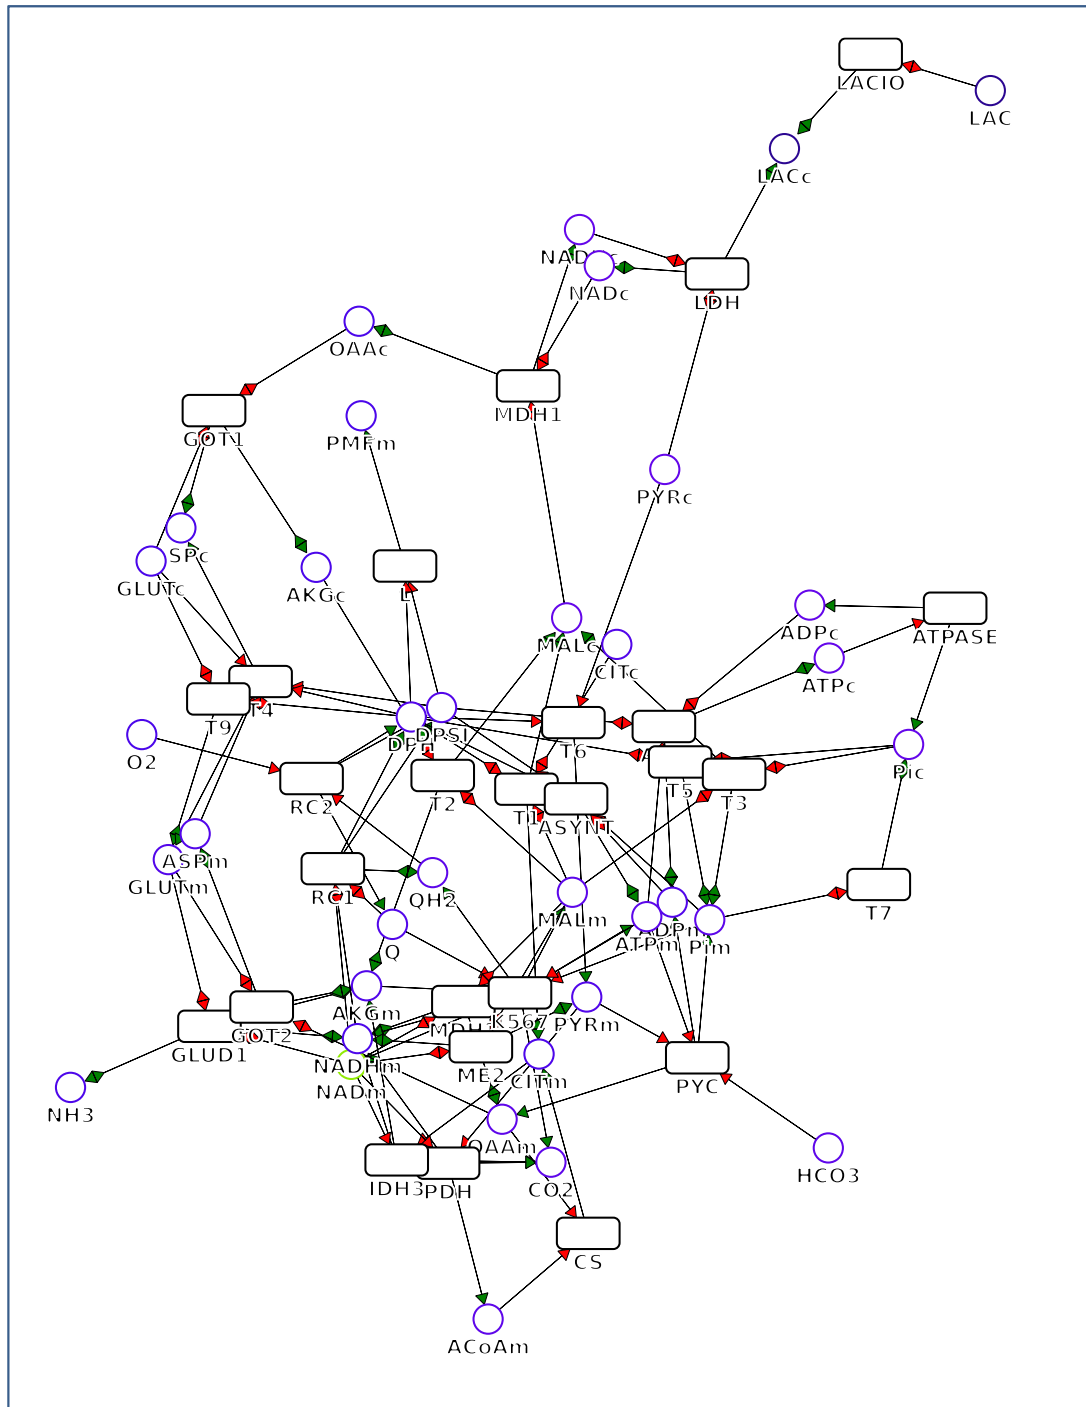 LACIO
LAC
LACc
NADc
LDH
OAAc
MDH1
GOT1
PMFm
PYRc
SPc
GLUTc
AKGc
ADPc
ATPASE
MALc
CITc
ATPc
T4
T9
DPSI
T6
O2
Pic
T5
RC2
T2
T1
T3
ASYNT
ASPm
GLUTm
RC1
QH2
T7
MALm
ADPm
ATPm
Pim
Q
AKGm
K567
PYRm
GOT2
GLUD1
NADHm
ME2
CITm
NADm
PYC
NH3
OAAm
HCO3
IDH3
PDH
CO2
CS
ACoAm